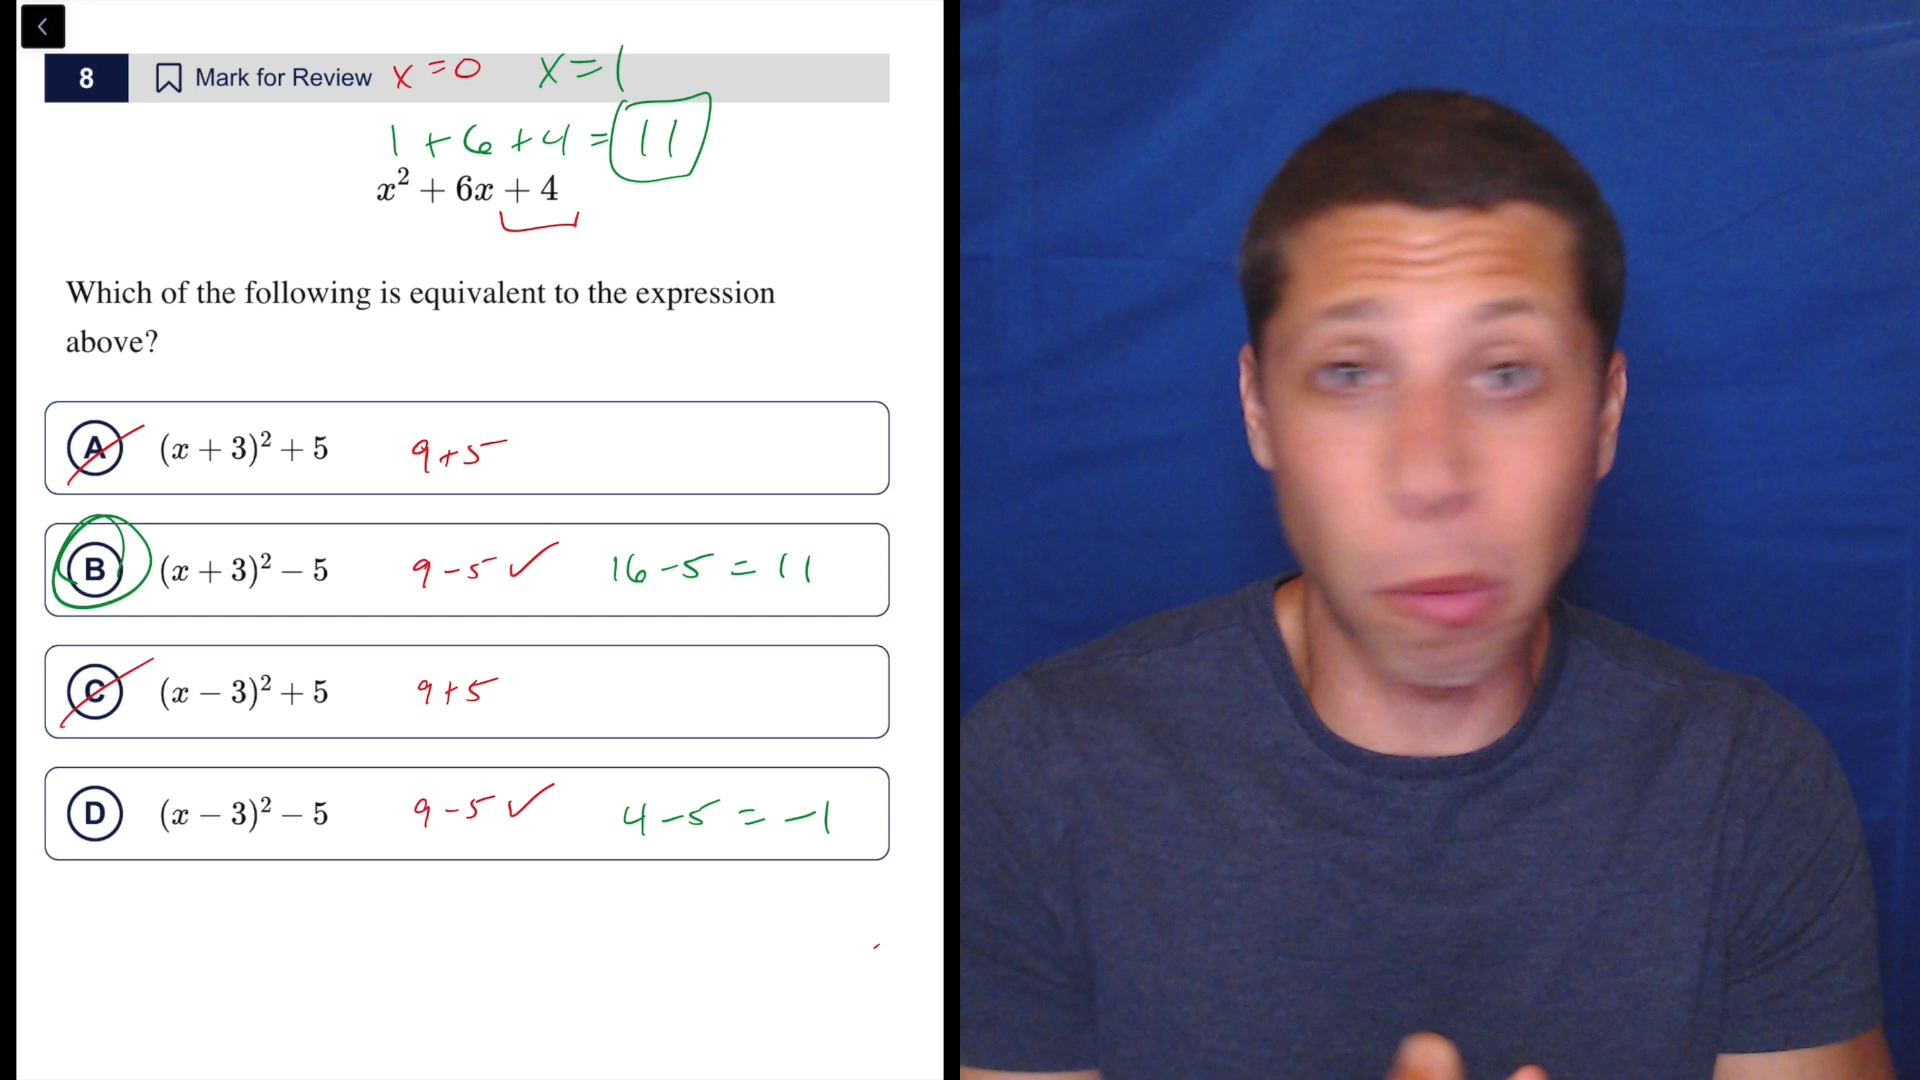 8 Mark for Review x=0 x=1
1+6+4=11
x² + 6x + 4
Which of the following is equivalent to the expression
above?
A (x + 3)² + 5 9+5
B (x + 3)² − 5 9-5✓ 16-5=11
C (x − 3)² + 5 9+5
D (x − 3)² − 5 9-5✓ 4-5=-1